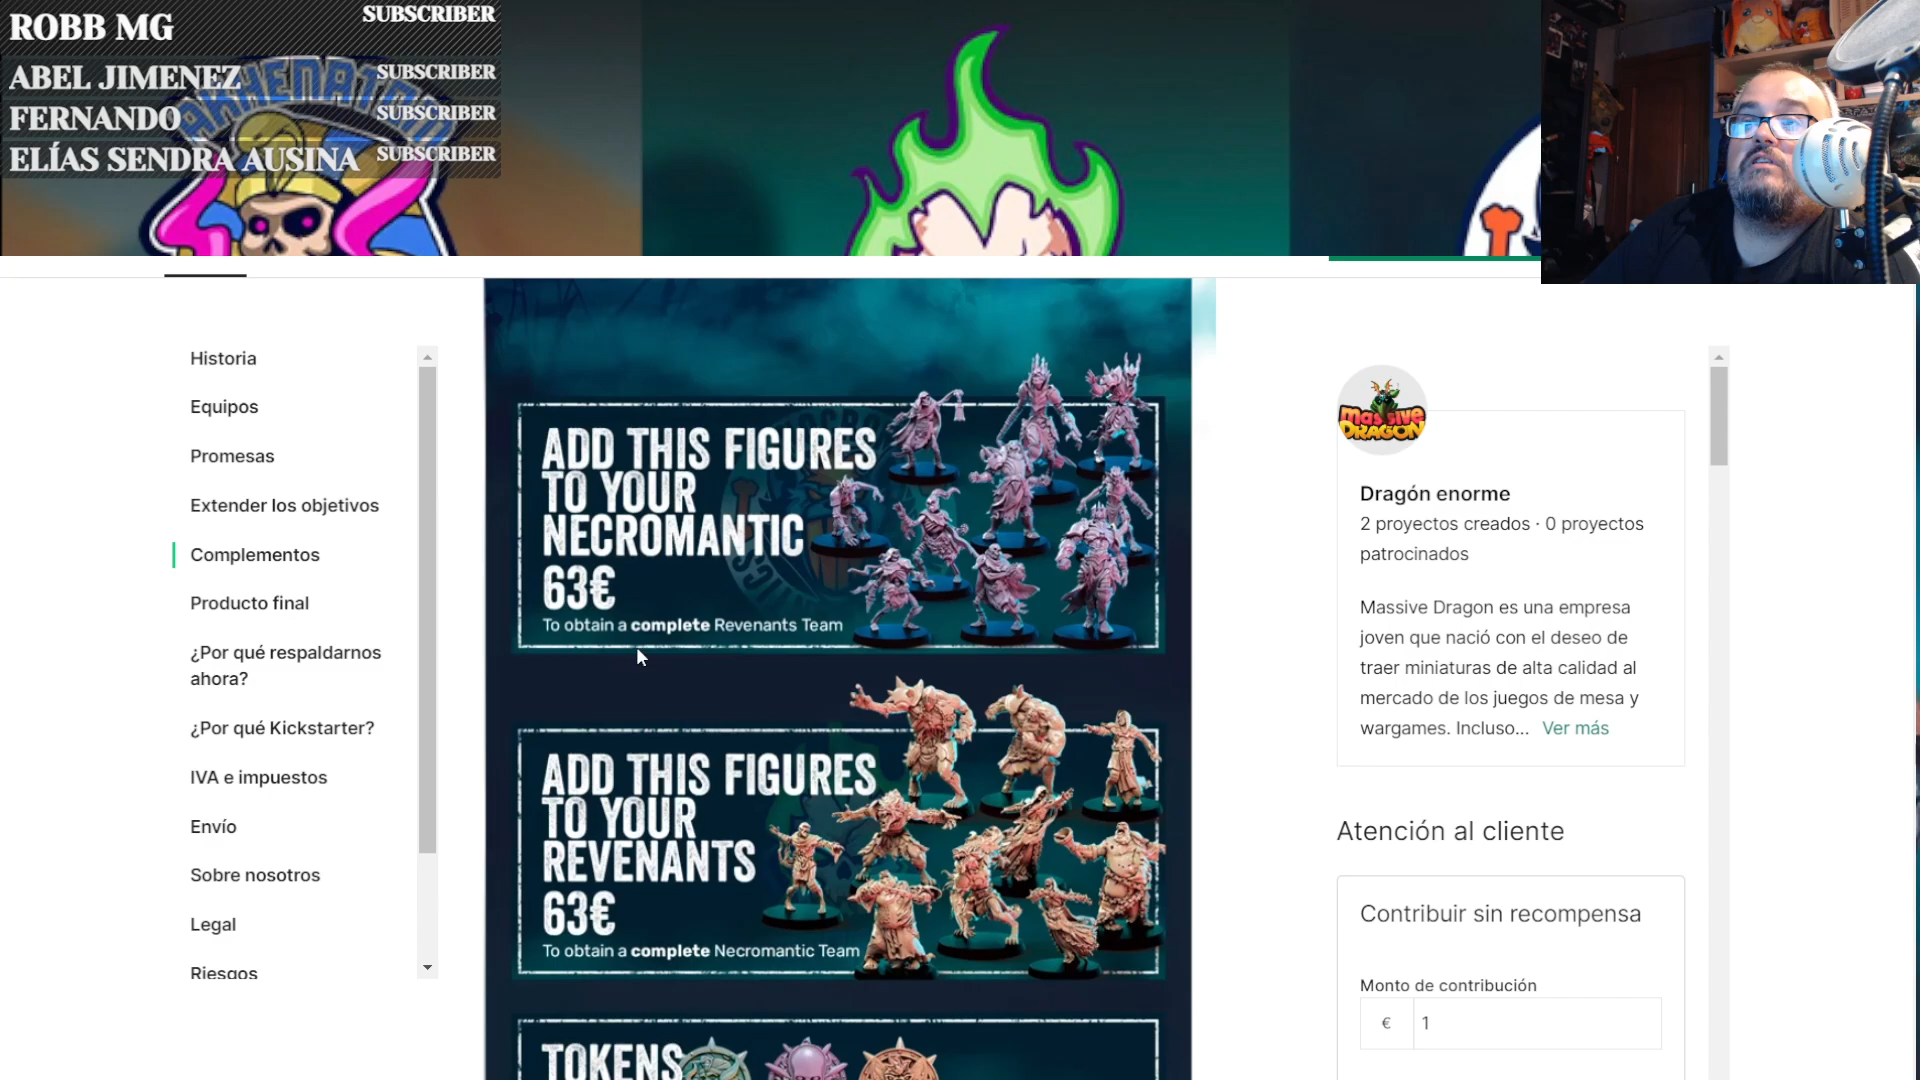 ROBB MG SUBSCRIBER
ABEL JIMENEZ SUBSCRIBER
FERNANDO SUBSCRIBER
ELÍAS SENDRA AUSINA SUBSCRIBER
Historia
Equipos
Promesas
Extender los objetivos
Complementos
Producto final
¿Por qué respaldarnos
ahora?
¿Por qué Kickstarter?
IVA e impuestos
Envío
Sobre nosotros
Legal
Riesgos
ADD THIS FIGURES
TO YOUR
NECROMANTIC
63€
To obtain a complete Revenants Team
ADD THIS FIGURES
TO YOUR
REVENANTS
63€
To obtain a complete Necromantic Team
TOKENS
massive
DRAGON
Dragón enorme
2 proyectos creados · 0 proyectos
patrocinados
Massive Dragon es una empresa
joven que nació con el deseo de
traer miniaturas de alta calidad al
mercado de los juegos de mesa y
wargames. Incluso... Ver más
Atención al cliente
Contribuir sin recompensa
Monto de contribución
€ 1